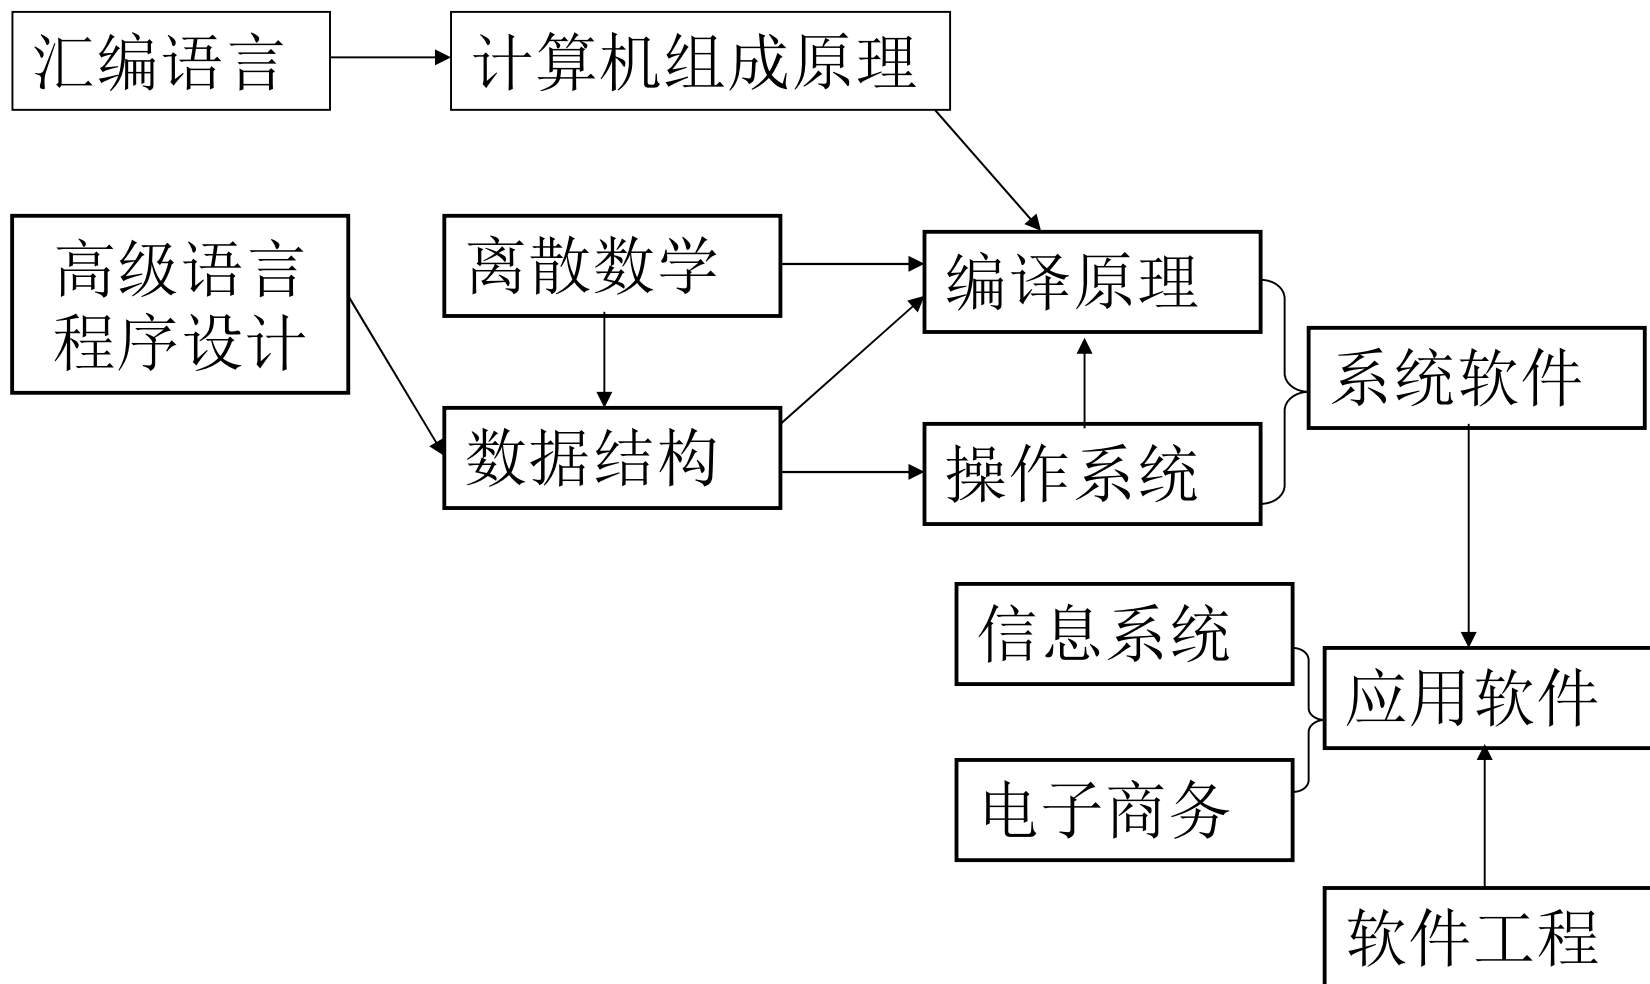 汇编语言
计算机组成原理
高级语言
程序设计
离散数学
编译原理
系统软件
数据结构
操作系统
信息系统
应用软件
电子商务
软件工程